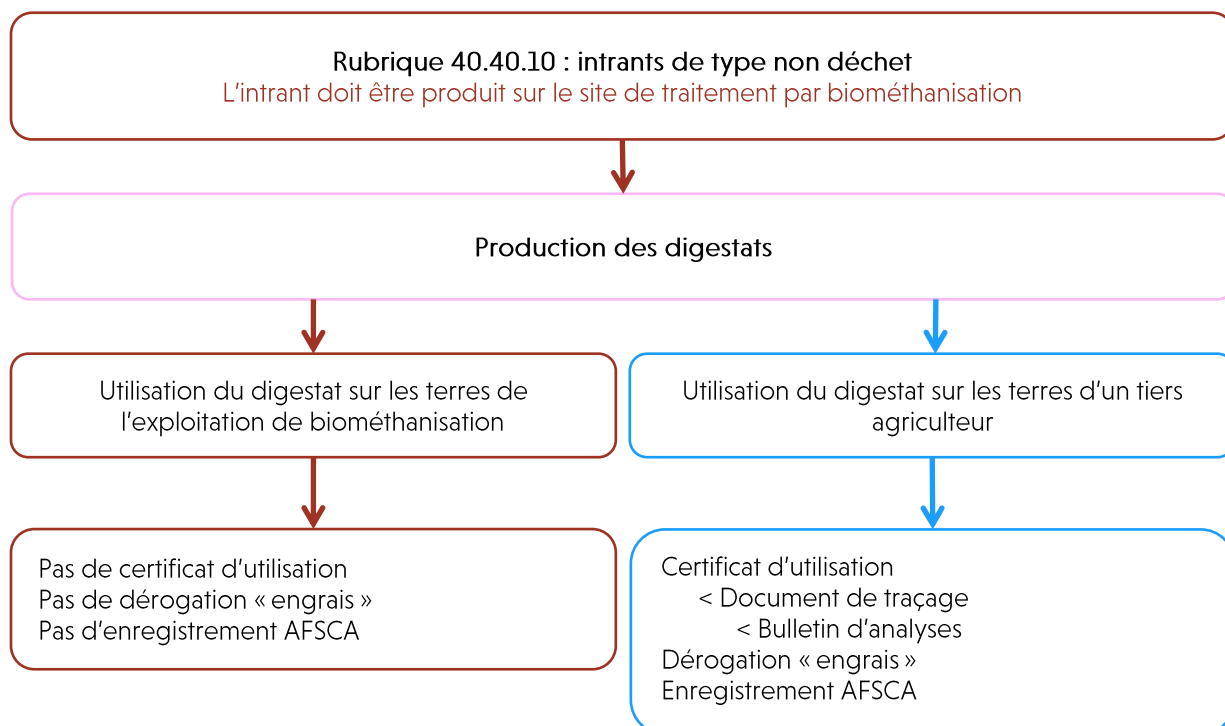 Rubrique 40.40.10 : intrants de type non déchet
L'intrant doit être produit sur le site de traitement par biométhanisation
Production des digestats
Utilisation du digestat sur les terres de
l'exploitation de biométhanisation
Utilisation du digestat sur les terres d'un tiers
agriculteur
Pas de certificat d'utilisation
Pas de dérogation « engrais »
Pas d'enregistrement AFSCA
Certificat d'utilisation
< Document de traçage
< Bulletin d'analyses
Dérogation « engrais »
Enregistrement AFSCA